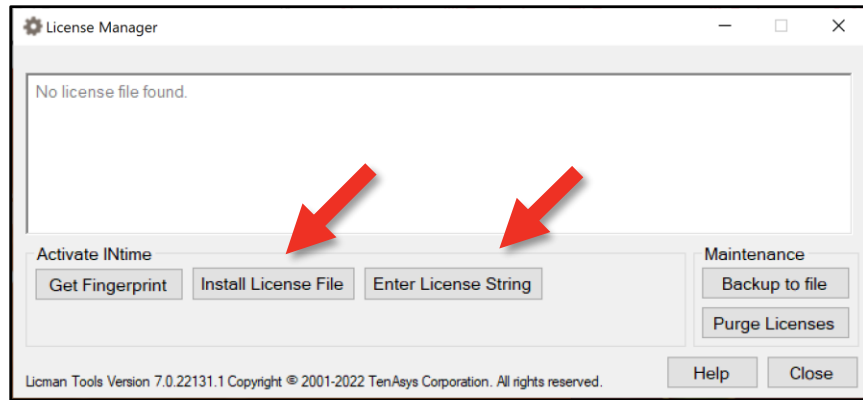 License Manager
No license file found.
Activate INtime
Get Fingerprint
Install License File
Enter License String
Maintenance
Backup to file
Purge Licenses
Licman Tools Version 7.0.22131.1 Copyright © 2001-2022 TenAsys Corporation. All rights reserved.
Help
Close